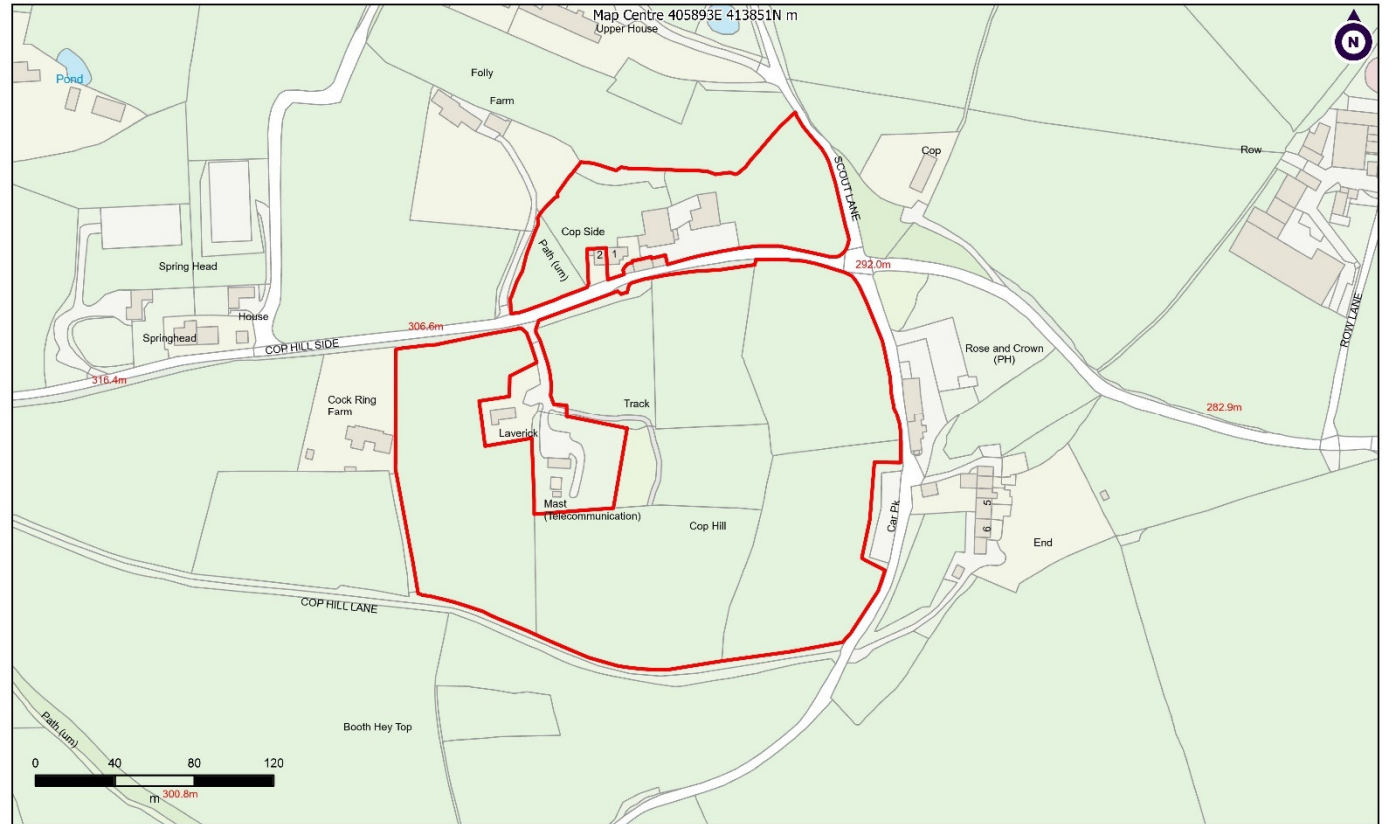 Map Centre 405893E 413851N m
Upper House
N
Pond
Folly
Farm
SCOUT LANE
Cop
Row
Cop Side
Path (um)
2
1
Spring Head
292.0m
House
306.6m
Springhead
COP HILL SIDE
ROW LANE
Rose and Crown
(PH)
316.4m
Cock Ring
Farm
Track
282.9m
Laverick
Mast
(Telecommunication)
Cop Hill
Car Pk
5
6
End
COP HILL LANE
Path (um)
Booth Hey Top
0 40 80 120
m
300.8m